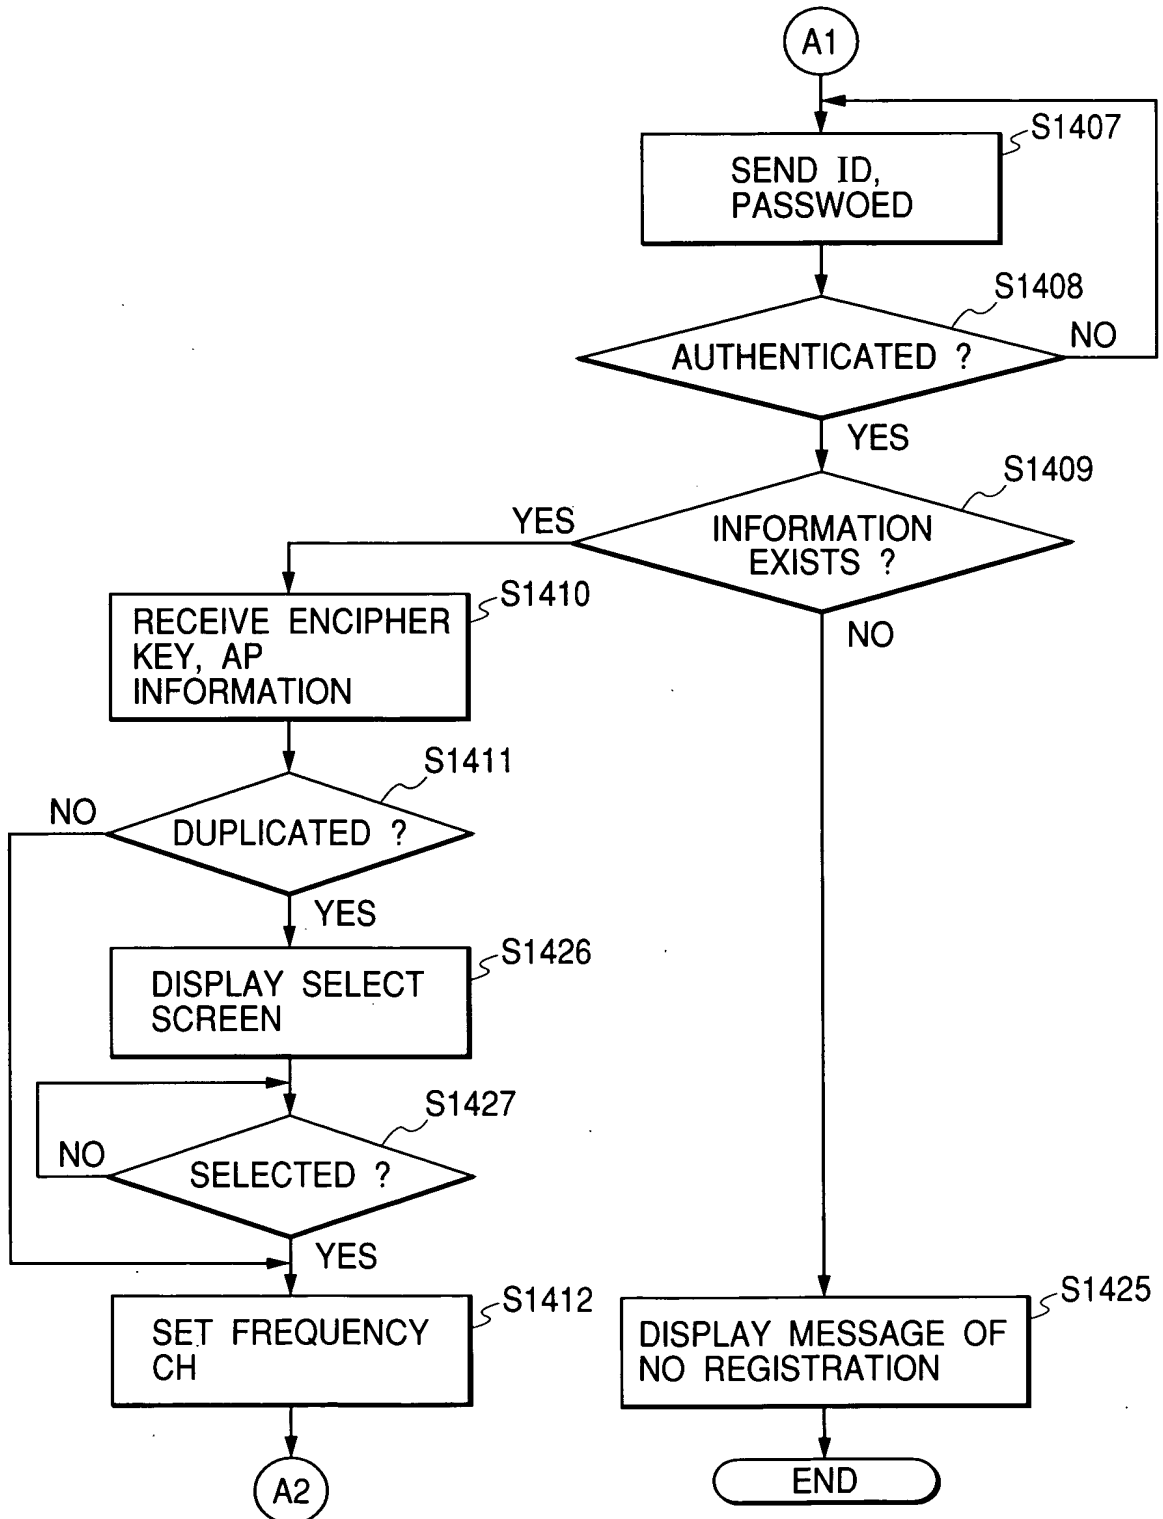 A1
S1407
SEND ID,
PASSWOED
S1408
AUTHENTICATED ?
NO
YES
S1409
INFORMATION
EXISTS ?
YES
NO
S1410
RECEIVE ENCIPHER
KEY, AP
INFORMATION
S1411
DUPLICATED ?
NO
YES
S1426
DISPLAY SELECT
SCREEN
S1427
SELECTED ?
NO
YES
S1412
SET FREQUENCY
CH
A2
S1425
DISPLAY MESSAGE OF
NO REGISTRATION
END